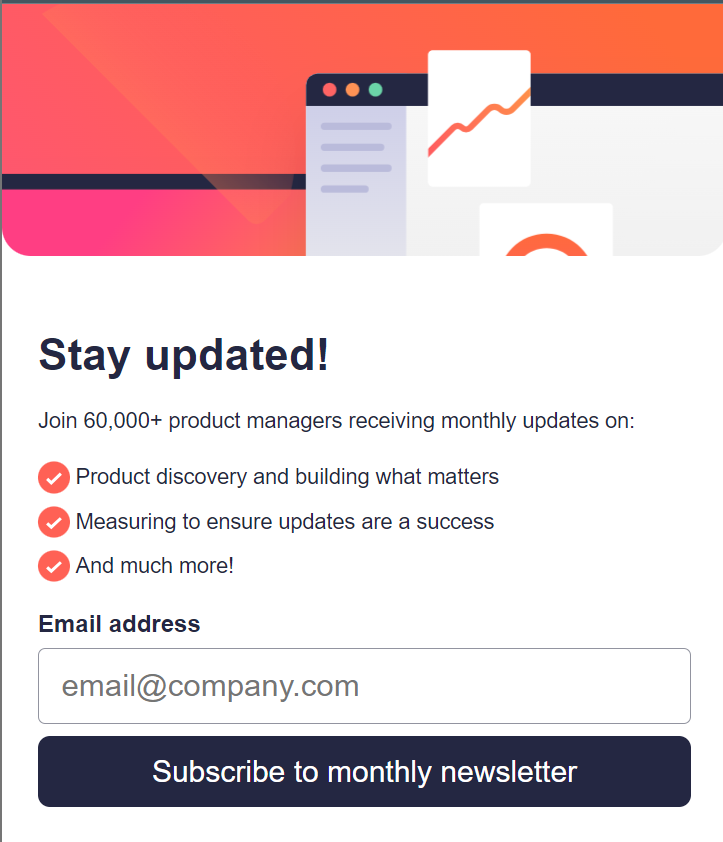 Stay updated!
Join 60,000+ product managers receiving monthly updates on:
Product discovery and building what matters
Measuring to ensure updates are a success
And much more!
Email address
email@company.com
Subscribe to monthly newsletter